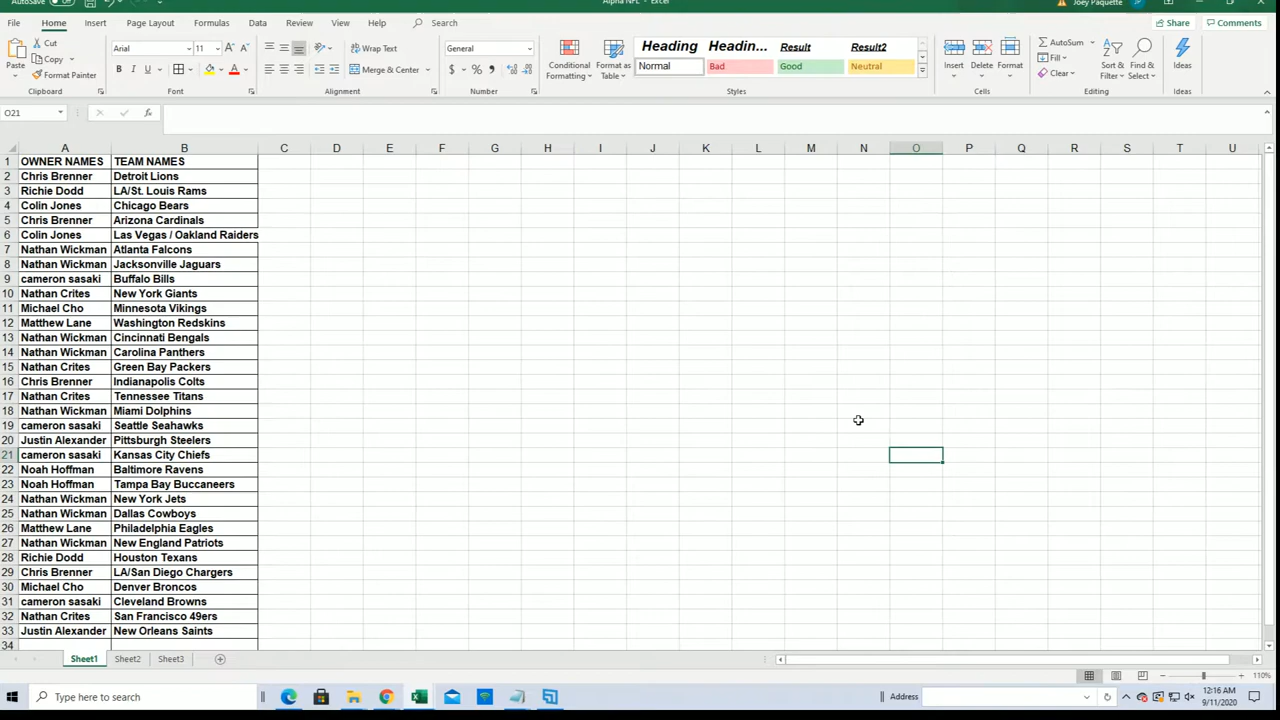 AutoSave Off Alpha NFL - Excel Joey Paquette
File Home Insert Page Layout Formulas Data Review View Help Search Share Comments
Paste Cut Copy Format Painter Clipboard
Arial 11 B I U A Font
Wrap Text Merge & Center Alignment
General $ % , Number
Conditional Formatting Format as Table
Heading Headin... Result Result2
Normal Bad Good Neutral
Styles
Insert Delete Format Cells
AutoSum Fill Clear Sort & Filter Find & Select Editing
Ideas Ideas
O21 fx
A B C D E F G H I J K L M N O P Q R S T U
1 OWNER NAMES TEAM NAMES
2 Chris Brenner Detroit Lions
3 Richie Dodd LA/St. Louis Rams
4 Colin Jones Chicago Bears
5 Chris Brenner Arizona Cardinals
6 Colin Jones Las Vegas / Oakland Raiders
7 Nathan Wickman Atlanta Falcons
8 Nathan Wickman Jacksonville Jaguars
9 cameron sasaki Buffalo Bills
10 Nathan Crites New York Giants
11 Michael Cho Minnesota Vikings
12 Matthew Lane Washington Redskins
13 Nathan Wickman Cincinnati Bengals
14 Nathan Wickman Carolina Panthers
15 Nathan Crites Green Bay Packers
16 Chris Brenner Indianapolis Colts
17 Nathan Crites Tennessee Titans
18 Nathan Wickman Miami Dolphins
19 cameron sasaki Seattle Seahawks
20 Justin Alexander Pittsburgh Steelers
21 cameron sasaki Kansas City Chiefs
22 Noah Hoffman Baltimore Ravens
23 Noah Hoffman Tampa Bay Buccaneers
24 Nathan Wickman New York Jets
25 Nathan Wickman Dallas Cowboys
26 Matthew Lane Philadelphia Eagles
27 Nathan Wickman New England Patriots
28 Richie Dodd Houston Texans
29 Chris Brenner LA/San Diego Chargers
30 Michael Cho Denver Broncos
31 cameron sasaki Cleveland Browns
32 Nathan Crites San Francisco 49ers
33 Justin Alexander New Orleans Saints
34
Sheet1 Sheet2 Sheet3
110%
Type here to search Address 12:16 AM
9/11/2020